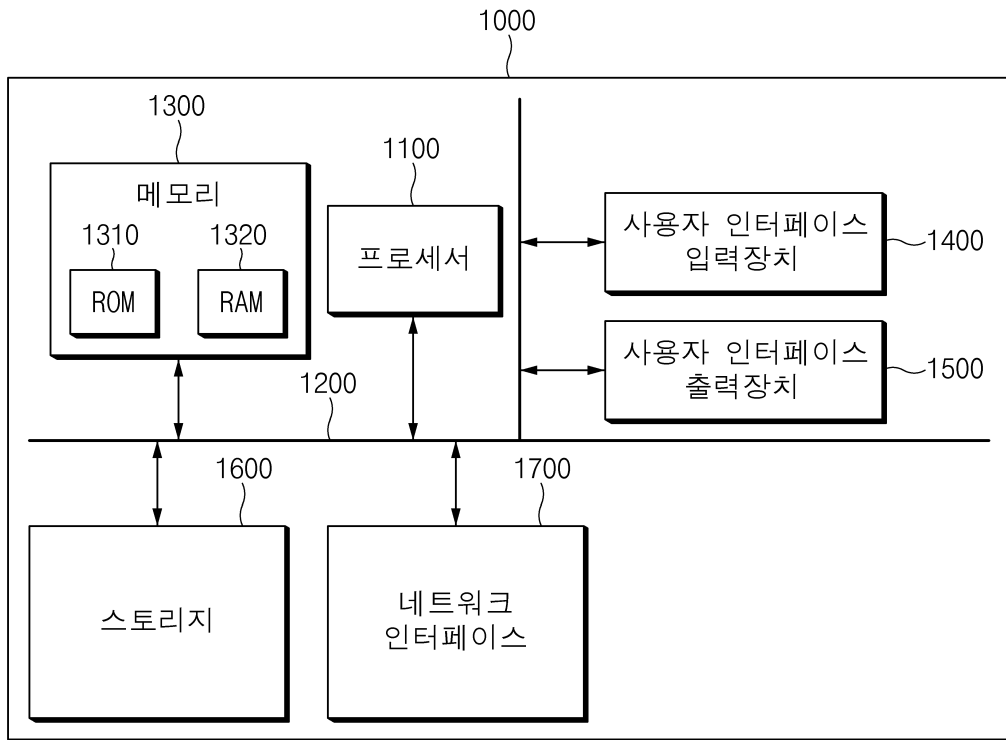 1000
1300
메모리
1310
1320
ROM
RAM
1100
프로세서
사용자 인터페이스
입력장치
1400
사용자 인터페이스
출력장치
1500
1200
1600
스토리지
1700
네트워크
인터페이스